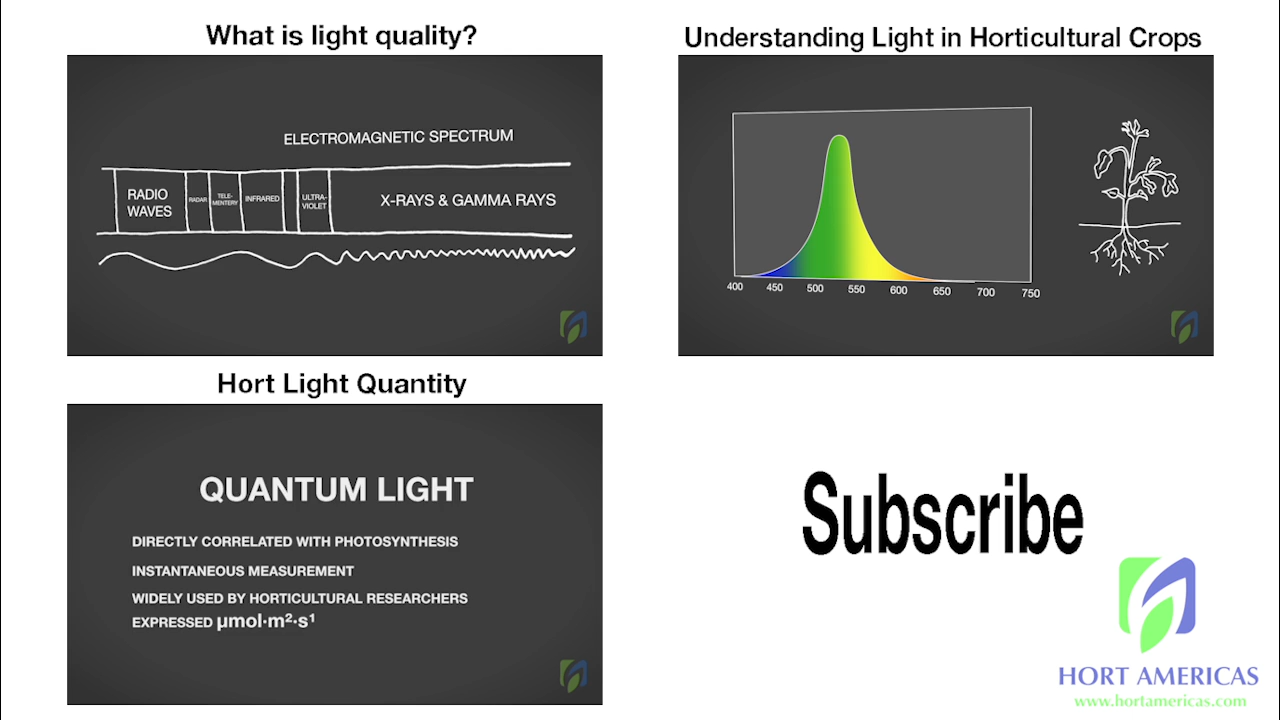 What is light quality?
ELECTROMAGNETIC SPECTRUM
RADIO
WAVES
RADAR
TELE-
MENTERY
INFRARED
ULTRA-
VIOLET
X-RAYS & GAMMA RAYS
Understanding Light in Horticultural Crops
400 450 500 550 600 650 700 750
Hort Light Quantity
QUANTUM LIGHT
DIRECTLY CORRELATED WITH PHOTOSYNTHESIS
INSTANTANEOUS MEASUREMENT
WIDELY USED BY HORTICULTURAL RESEARCHERS
EXPRESSED µmol·m²·s¹
Subscribe
HORT AMERICAS
www.hortamericas.com